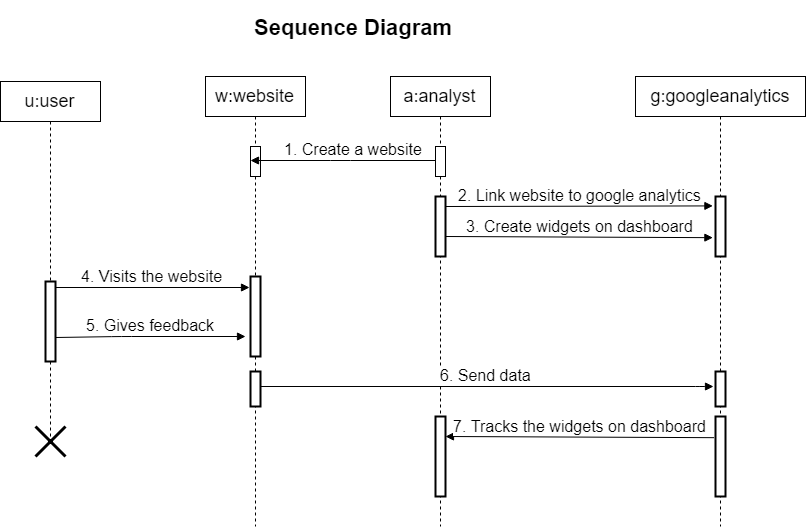 Sequence Diagram
u:user
w:website
a:analyst
g:googleanalytics
1. Create a website
2. Link website to google analytics
3. Create widgets on dashboard
4. Visits the website
5. Gives feedback
6. Send data
7. Tracks the widgets on dashboard